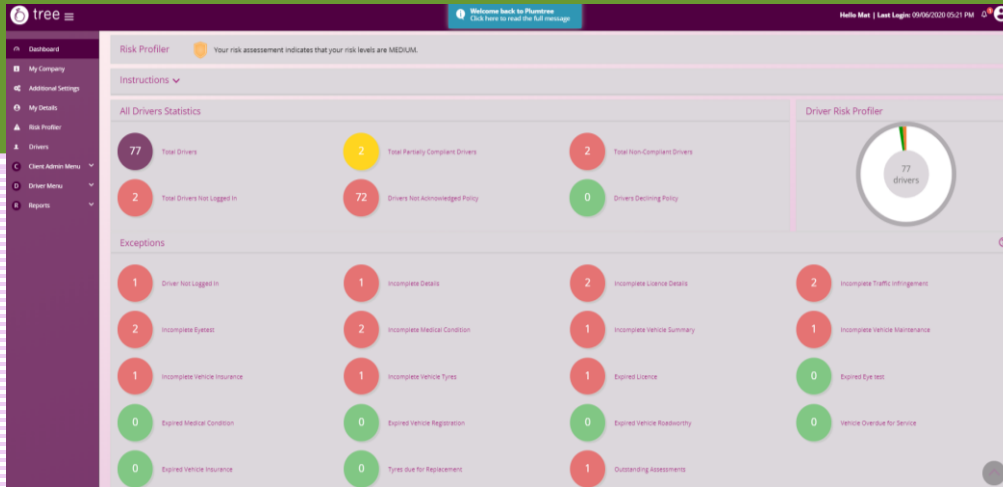 tree
Welcome back to Plumtree
Click here to read the full message
Hello Mat | Last Login: 09/06/2020 05:21 PM
Dashboard
My Company
Additional Settings
My Details
Risk Profiler
Drivers
C Client Admin Menu
D Driver Menu
R Reports
Risk Profiler
Your risk assessement indicates that your risk levels are MEDIUM.
Instructions
All Drivers Statistics
77 Total Drivers
2 Total Partially Compliant Drivers
2 Total Non-Compliant Drivers
2 Total Drivers Not Logged In
72 Drivers Not Acknowledged Policy
0 Drivers Declining Policy
Driver Risk Profiler
77
drivers
Exceptions
1 Driver Not Logged In
1 Incomplete Details
2 Incomplete Licence Details
2 Incomplete Traffic Infringement
2 Incomplete Eyetest
2 Incomplete Medical Condition
1 Incomplete Vehicle Summary
1 Incomplete Vehicle Maintenance
1 Incomplete Vehicle Insurance
1 Incomplete Vehicle Tyres
1 Expired Licence
0 Expired Eye test
0 Expired Medical Condition
0 Expired Vehicle Registration
0 Expired Vehicle Roadworthy
0 Vehicle Overdue for Service
0 Expired Vehicle Insurance
0 Tyres due for Replacement
1 Outstanding Assessments